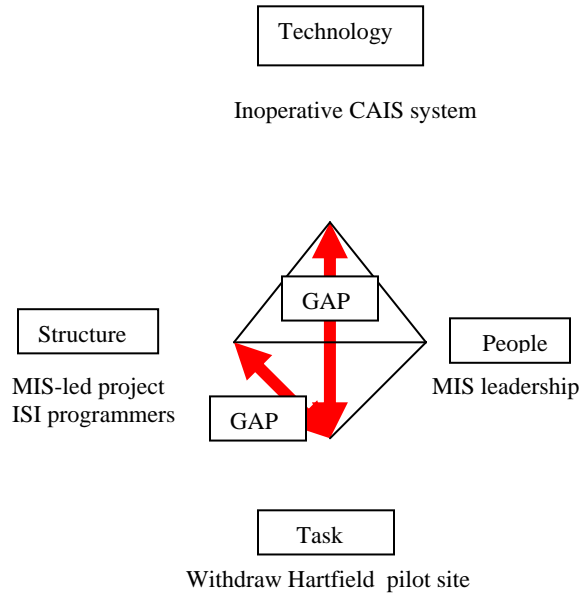 Technology
Inoperative CAIS system
GAP
Structure
People
MIS-led project
ISI programmers
MIS leadership
GAP
Task
Withdraw Hartfield pilot site